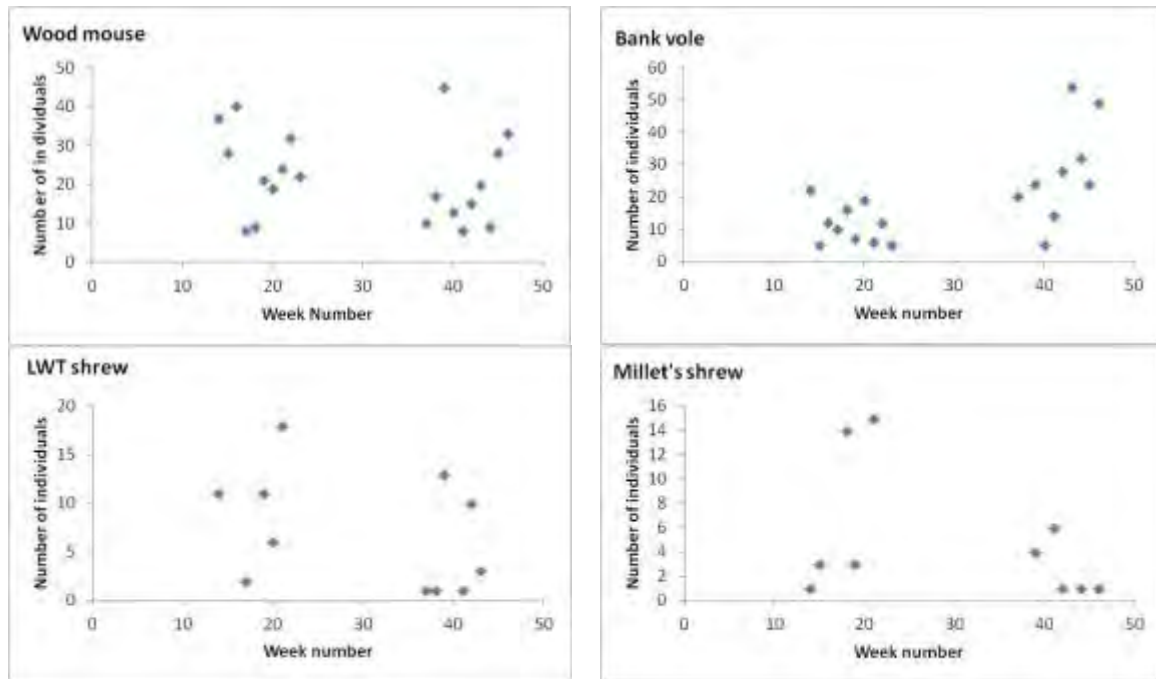 Wood mouse
Number of in dividuals
50
40
30
20
10
0
0 10 20 30 40 50
Week Number
Bank vole
Number of individuals
60
50
40
30
20
10
0
0 10 20 30 40 50
Week number
LWT shrew
Number of individuals
20
15
10
5
0
0 10 20 30 40 50
Week number
Millet's shrew
Number of individuals
16
14
12
10
8
6
4
2
0
0 10 20 30 40 50
Week number